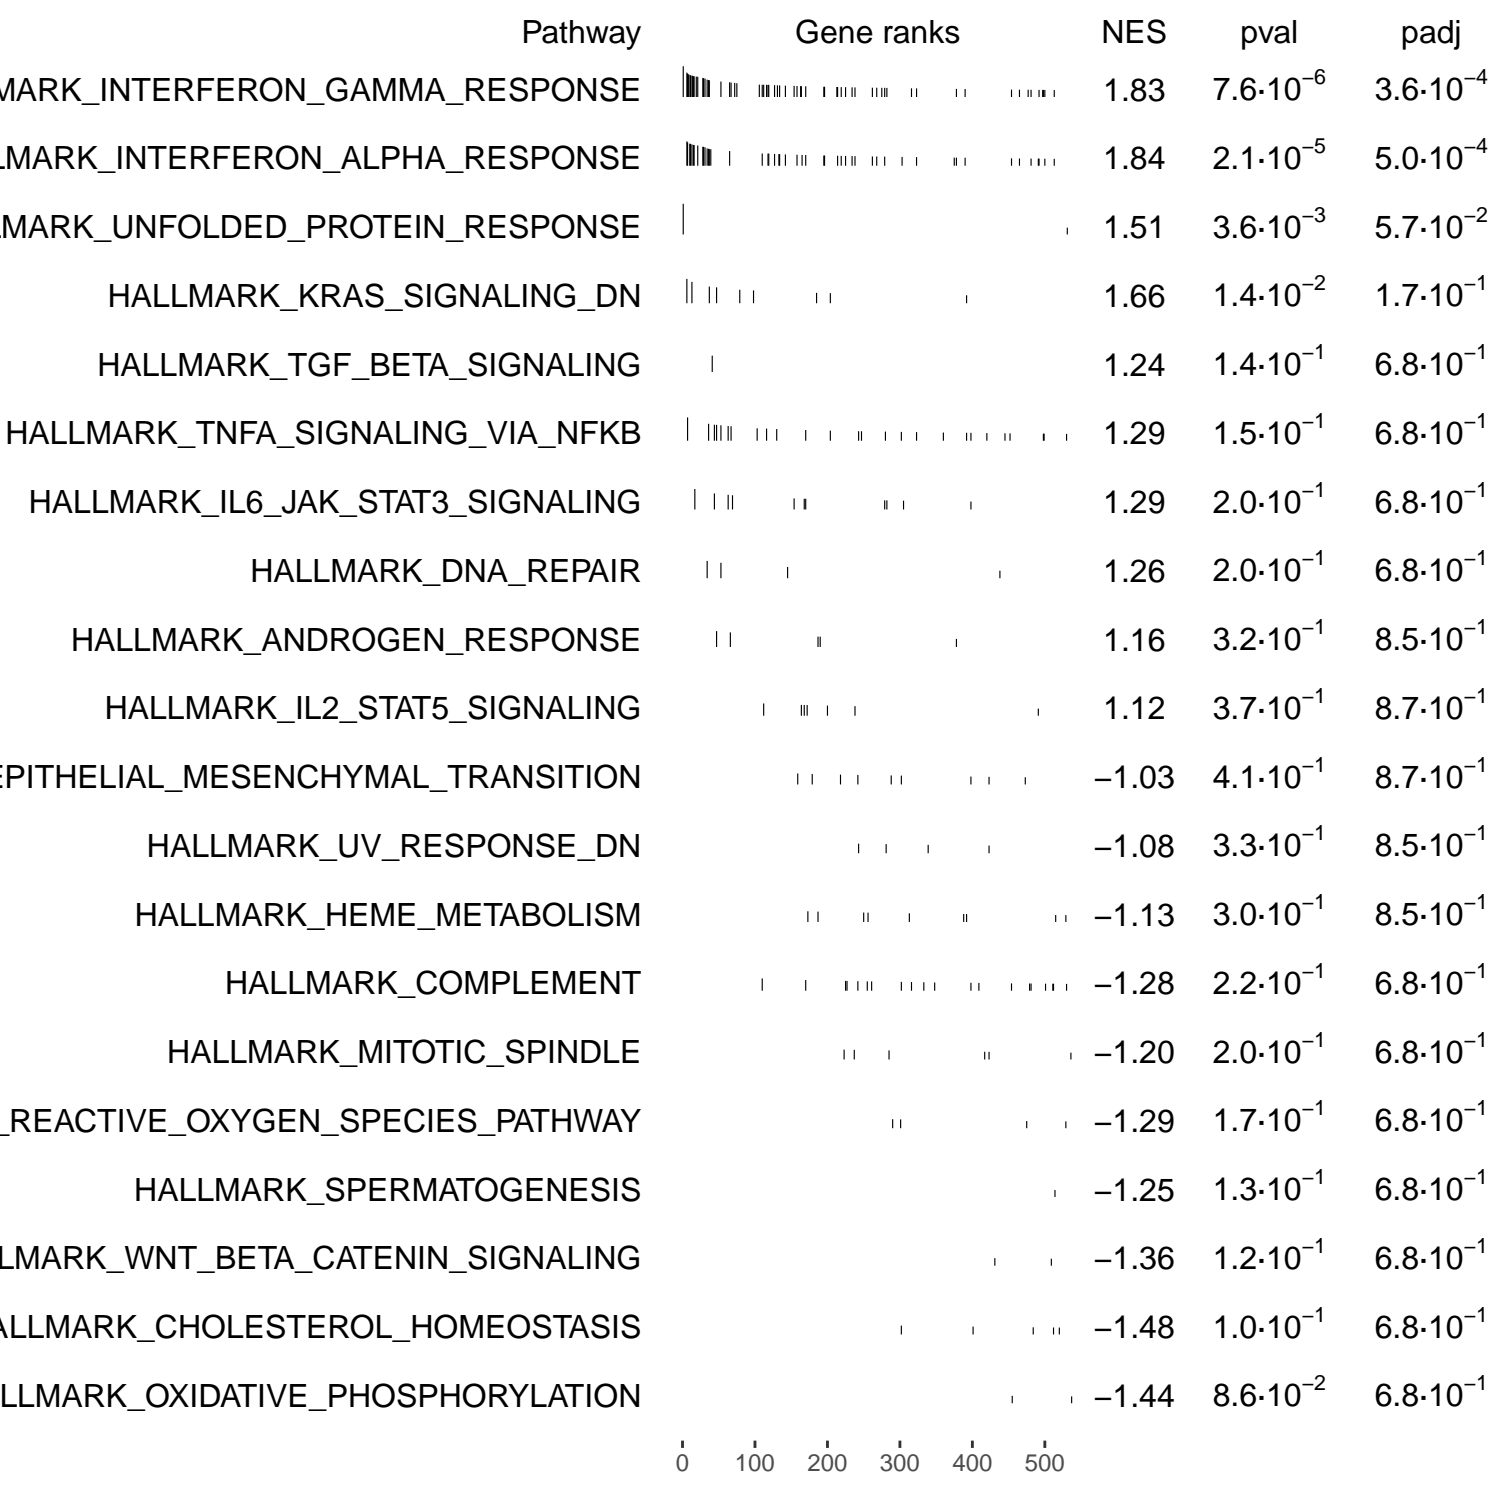 Pathway Gene ranks NES pval padj
MARK_INTERFERON_GAMMA_RESPONSE 1.83 7.6·10⁻⁶ 3.6·10⁻⁴
LMARK_INTERFERON_ALPHA_RESPONSE 1.84 2.1·10⁻⁵ 5.0·10⁻⁴
MARK_UNFOLDED_PROTEIN_RESPONSE 1.51 3.6·10⁻³ 5.7·10⁻²
HALLMARK_KRAS_SIGNALING_DN 1.66 1.4·10⁻² 1.7·10⁻¹
HALLMARK_TGF_BETA_SIGNALING 1.24 1.4·10⁻¹ 6.8·10⁻¹
HALLMARK_TNFA_SIGNALING_VIA_NFKB 1.29 1.5·10⁻¹ 6.8·10⁻¹
HALLMARK_IL6_JAK_STAT3_SIGNALING 1.29 2.0·10⁻¹ 6.8·10⁻¹
HALLMARK_DNA_REPAIR 1.26 2.0·10⁻¹ 6.8·10⁻¹
HALLMARK_ANDROGEN_RESPONSE 1.16 3.2·10⁻¹ 8.5·10⁻¹
HALLMARK_IL2_STAT5_SIGNALING 1.12 3.7·10⁻¹ 8.7·10⁻¹
EPITHELIAL_MESENCHYMAL_TRANSITION −1.03 4.1·10⁻¹ 8.7·10⁻¹
HALLMARK_UV_RESPONSE_DN −1.08 3.3·10⁻¹ 8.5·10⁻¹
HALLMARK_HEME_METABOLISM −1.13 3.0·10⁻¹ 8.5·10⁻¹
HALLMARK_COMPLEMENT −1.28 2.2·10⁻¹ 6.8·10⁻¹
HALLMARK_MITOTIC_SPINDLE −1.20 2.0·10⁻¹ 6.8·10⁻¹
_REACTIVE_OXYGEN_SPECIES_PATHWAY −1.29 1.7·10⁻¹ 6.8·10⁻¹
HALLMARK_SPERMATOGENESIS −1.25 1.3·10⁻¹ 6.8·10⁻¹
LMARK_WNT_BETA_CATENIN_SIGNALING −1.36 1.2·10⁻¹ 6.8·10⁻¹
ALLMARK_CHOLESTEROL_HOMEOSTASIS −1.48 1.0·10⁻¹ 6.8·10⁻¹
LLMARK_OXIDATIVE_PHOSPHORYLATION −1.44 8.6·10⁻² 6.8·10⁻¹
0 100 200 300 400 500